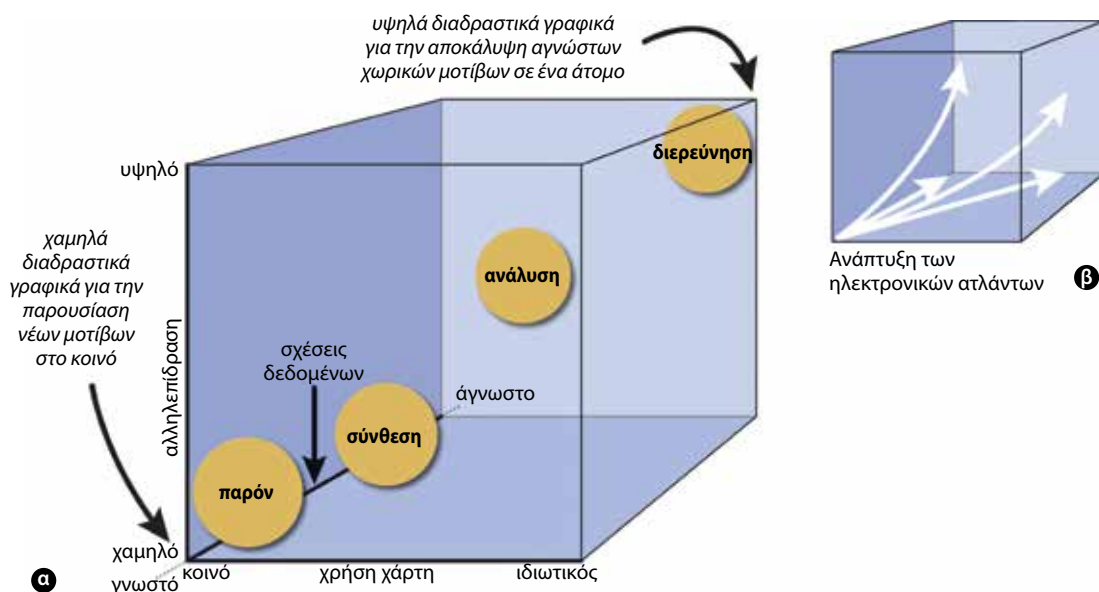 υψηλά διαδραστικά γραφικά
για την αποκάλυψη αγνώστων
χωρικών μοτίβων σε ένα άτομο
υψηλό
διερεύνηση
χαμηλά
διαδραστικά
γραφικά για την
παρουσίαση
νέων μοτίβων
στο κοινό
ανάλυση
αλληλεπίδραση
σχέσεις
δεδομένων
άγνωστο
σύνθεση
παρόν
χαμηλό
γνωστό
κοινό
χρήση χάρτη
ιδιωτικός
α
Ανάπτυξη των
ηλεκτρονικών ατλάντων
β